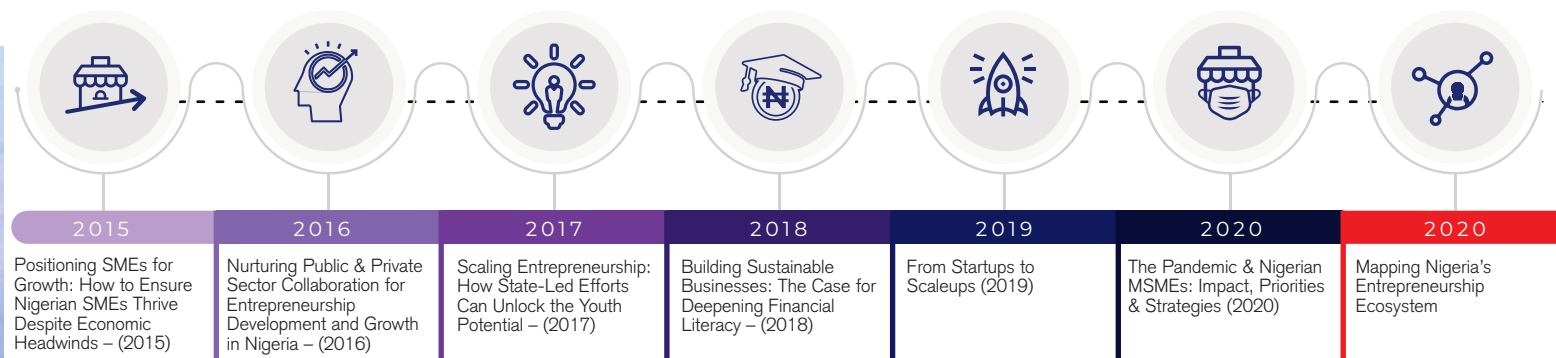 2015
Positioning SMEs for
Growth: How to Ensure
Nigerian SMEs Thrive
Despite Economic
Headwinds – (2015)
2016
Nurturing Public & Private
Sector Collaboration for
Entrepreneurship
Development and Growth
in Nigeria – (2016)
2017
Scaling Entrepreneurship:
How State-Led Efforts
Can Unlock the Youth
Potential – (2017)
2018
Building Sustainable
Businesses: The Case for
Deepening Financial
Literacy – (2018)
2019
From Startups to
Scaleups (2019)
2020
The Pandemic & Nigerian
MSMEs: Impact, Priorities
& Strategies (2020)
2020
Mapping Nigeria’s
Entrepreneurship
Ecosystem